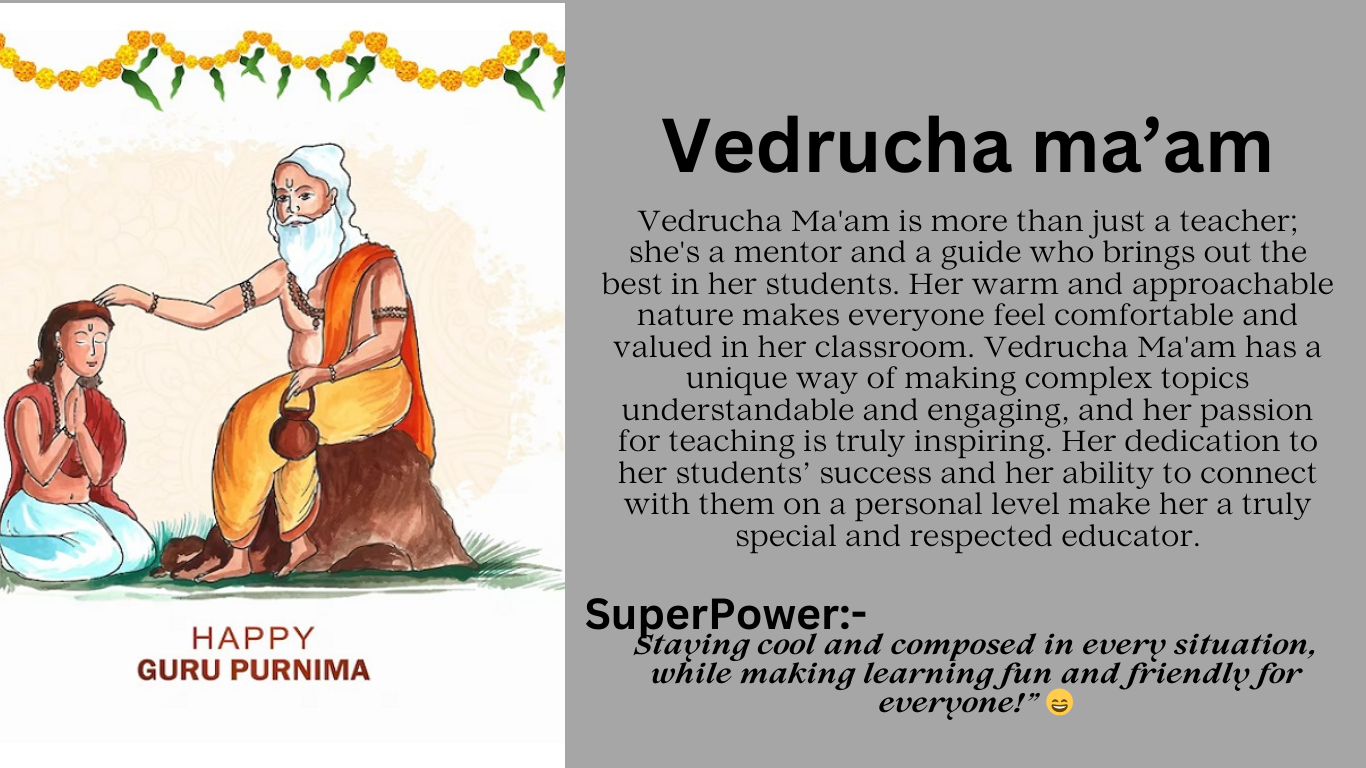 HAPPY
GURU PURNIMA
Vedrucha ma’am
Vedrucha Ma'am is more than just a teacher;
she's a mentor and a guide who brings out the
best in her students. Her warm and approachable
nature makes everyone feel comfortable and
valued in her classroom. Vedrucha Ma'am has a
unique way of making complex topics
understandable and engaging, and her passion
for teaching is truly inspiring. Her dedication to
her students’ success and her ability to connect
with them on a personal level make her a truly
special and respected educator.
SuperPower:-
Staying cool and composed in every situation,
while making learning fun and friendly for
everyone!” 😄